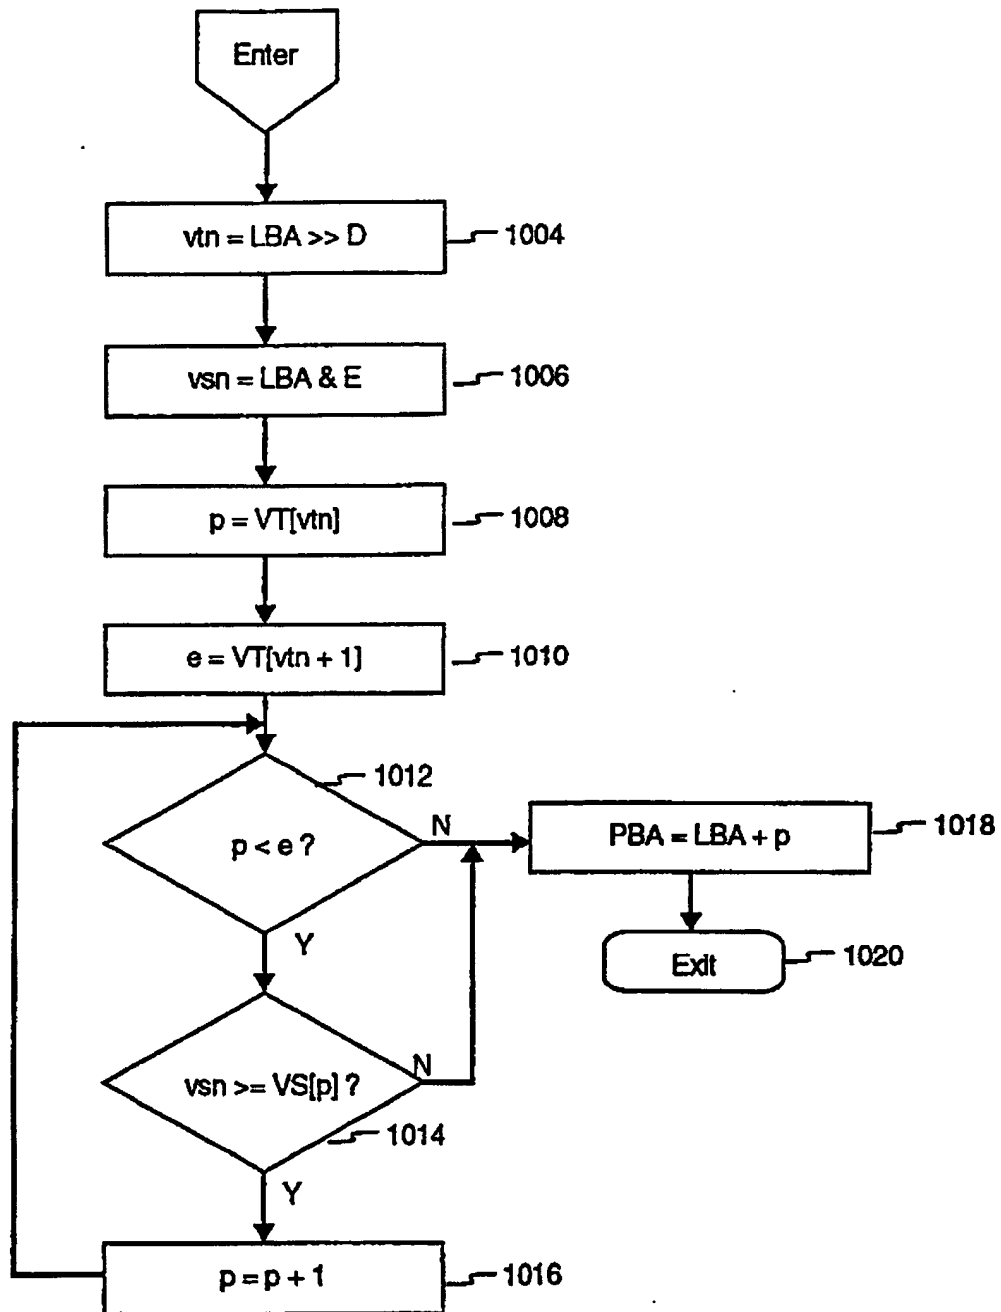 Enter
vtn = LBA >> D
1004
vsn = LBA & E
1006
p = VT[vtn]
1008
e = VT[vtn + 1]
1010
1012
p < e ?
N
PBA = LBA + p
1018
Y
Exit
1020
vsn >= VS[p] ?
N
1014
Y
p = p + 1
1016